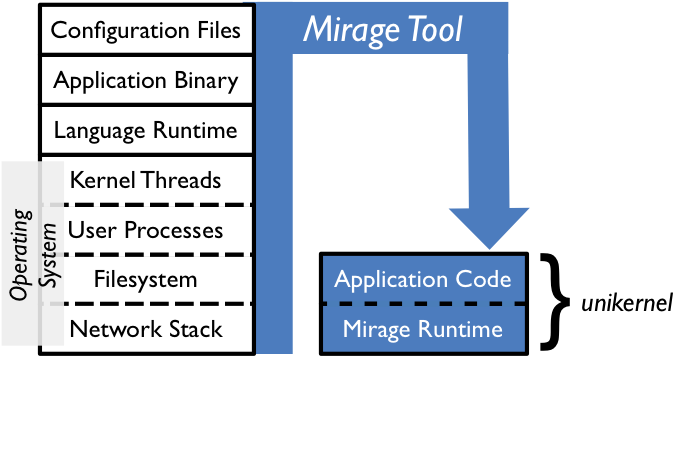 Configuration Files
Application Binary
Language Runtime
Kernel Threads
User Processes
Filesystem
Network Stack
Operating
System
Mirage Tool
Application Code
Mirage Runtime
unikernel